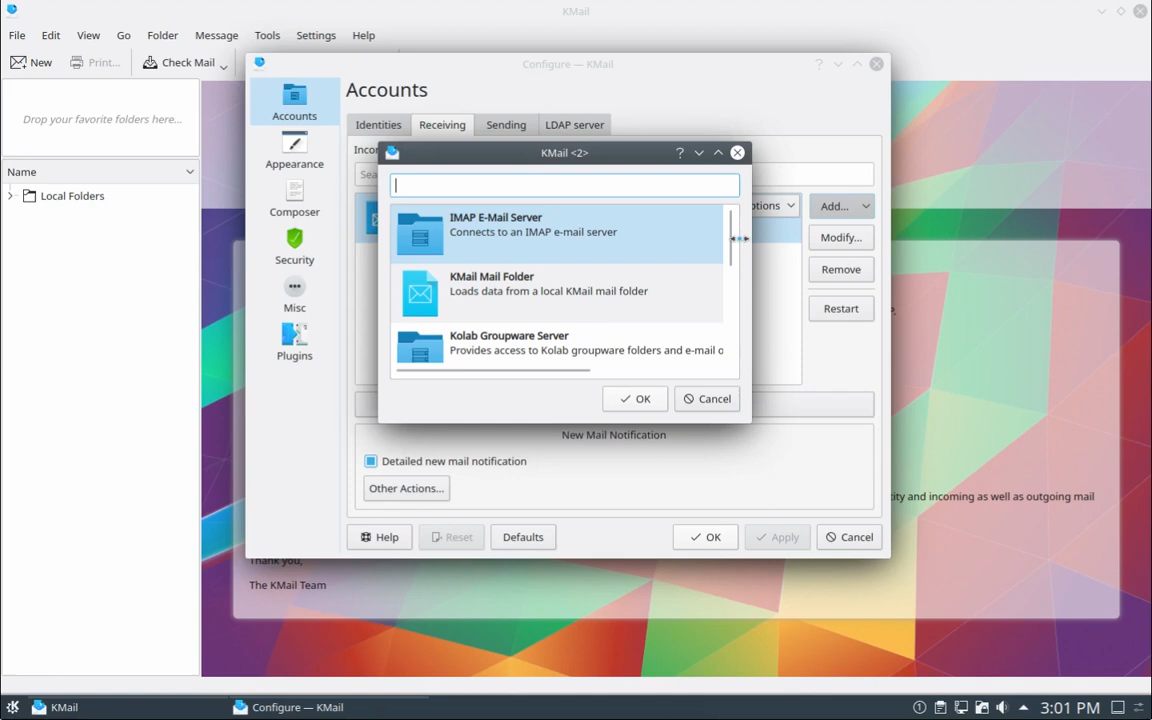 KMail
File Edit View Go Folder Message Tools Settings Help
New Print... Check Mail
Configure — KMail
Drop your favorite folders here...
Name
Local Folders
Accounts
Appearance
Composer
Security
Misc
Plugins
Accounts
Identities Receiving Sending LDAP server
Incor
Sea
ptions
Add...
Modify...
Remove
Restart
KMail <2>
IMAP E-Mail Server
Connects to an IMAP e-mail server
KMail Mail Folder
Loads data from a local KMail mail folder
Kolab Groupware Server
Provides access to Kolab groupware folders and e-mail o
OK Cancel
New Mail Notification
Detailed new mail notification
Other Actions...
Help Reset Defaults OK Apply Cancel
ity and incoming as well as outgoing mail
Thank you,
The KMail Team
KMail Configure — KMail 3:01 PM